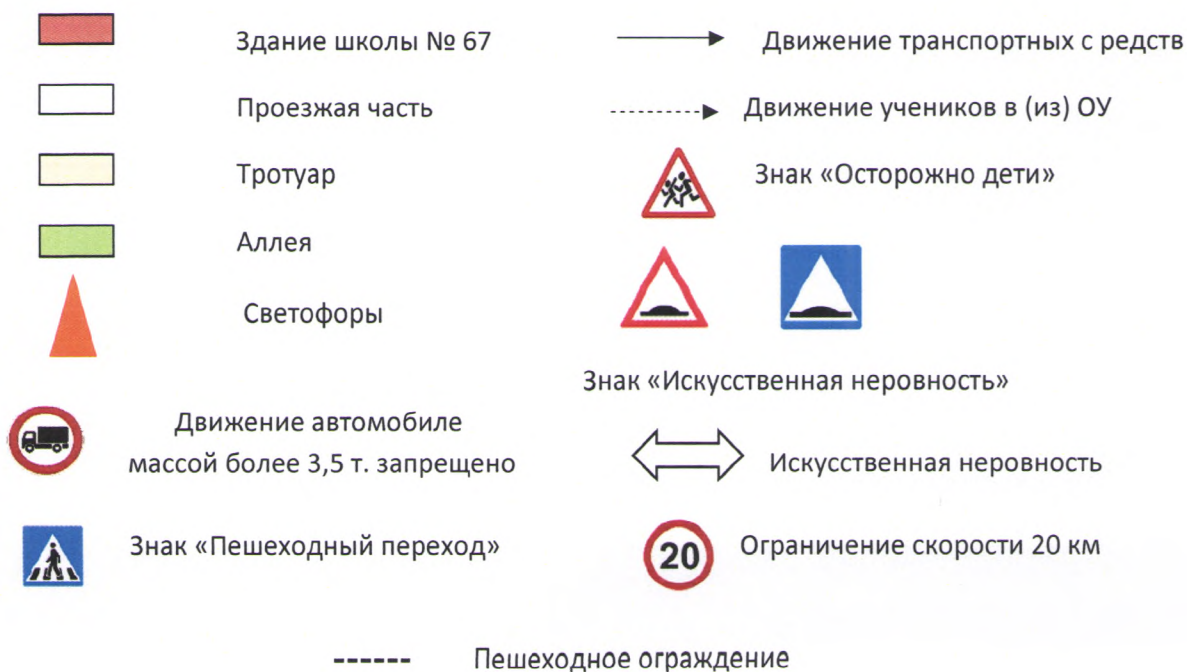 Здание школы № 67
Движение транспортных с редств
Проезжая часть
Движение учеников в (из) ОУ
Тротуар
Знак «Осторожно дети»
Аллея
Светофоры
Знак «Искусственная неровность»
Движение автомобиле
массой более 3,5 т. запрещено
Искусственная неровность
Знак «Пешеходный переход»
20
Ограничение скорости 20 км
Пешеходное ограждение